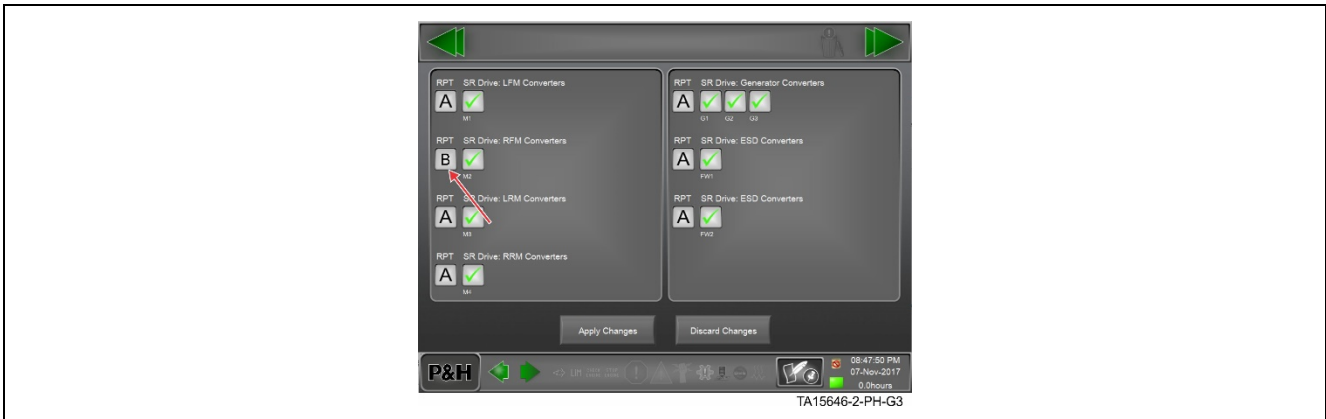 RPT SR Drive: LFM Converters
A
M1
RPT SR Drive: RFM Converters
B
M2
RPT SR Drive: LRM Converters
A
M3
RPT SR Drive: RRM Converters
A
M4
RPT SR Drive: Generator Converters
A
G1 G2 G3
RPT SR Drive: ESD Converters
A
FW1
RPT SR Drive: ESD Converters
A
FW2
Apply Changes Discard Changes
P&H
LIM
08:47:50 PM
07-Nov-2017
0.0hours
TA15646-2-PH-G3